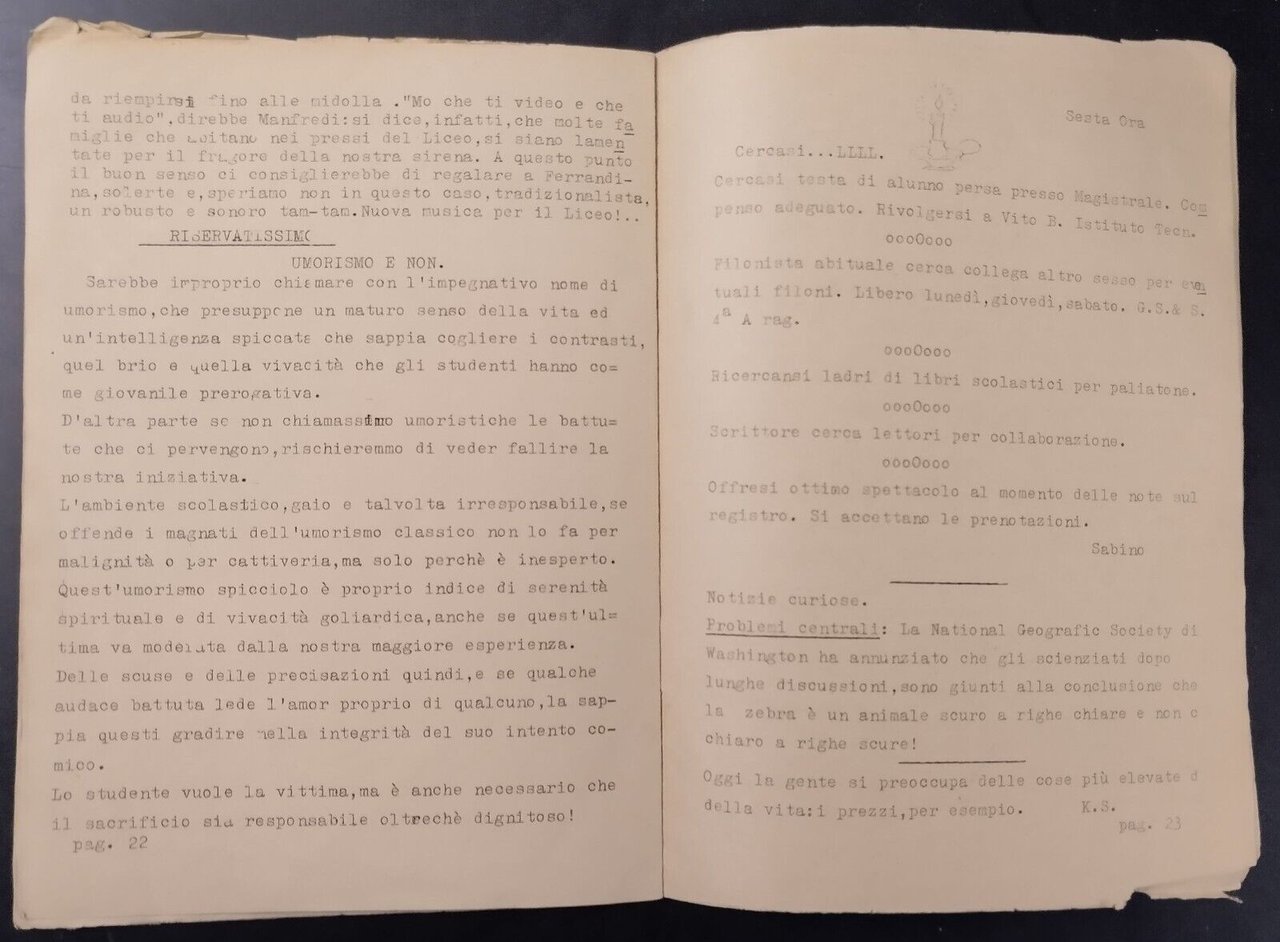 da riempirsi fino alle midolla ."Mo che ti video e che
ti audio",direbbe Manfredi:si dice,infatti,che molte fa
miglie che abitano nei pressi del Liceo,si siano lamen
tate per il fragore della nostra sirena. A questo punto
il buon senso ci consiglierebbe di regalare a Ferrandi-
na,solerte e,speriamo non in questo caso,tradizionalista,
un robusto e sonoro tam-tam.Nuova musica per il Liceo!..
RISERVATISSIMO
UMORISMO E NON.
Sarebbe improprio chiamare con l'impegnativo nome di
umorismo,che presuppone un maturo senso della vita ed
un'intelligenza spiccata che sappia cogliere i contrasti,
quel brio e quella vivacità che gli studenti hanno co=
me giovanile prerogativa.
D'altra parte se non chiamassimo umoristiche le battu=
te che ci pervengono,rischieremmo di veder fallire la
nostra iniziativa.
L'ambiente scolastico,gaio e talvolta irresponsabile,se
offende i magnati dell'umorismo classico non lo fa per
malignità o per cattiveria,ma solo perchè è inesperto.
Quest'umorismo spicciolo è proprio indice di serenità
spirituale e di vivacità goliardica,anche se quest'ul=
tima va modelata dalla nostra maggiore esperienza.
Delle scuse e delle precisazioni quindi,e se qualche
audace battuta lede l'amor proprio di qualcuno,la sap-
pia questi gradire nella integrità del suo intento co-
mico.
Lo studente vuole la vittima,ma è anche necessario che
il sacrificio sia responsabile oltrechè dignitoso!
pag. 22
Sesta Ora
Cercasi...LLLL.
Cercasi testa di alunno persa presso Magistrale. Com
penso adeguato. Rivolgersi a Vito B. Istituto Tecn.
oooOooo
Filonista abituale cerca collega altro sesso per even
tuali filoni. Libero lunedì,giovedì,sabato. G.S.& S.
4ª A rag.
oooOooo
Ricercansi ladri di libri scolastici per paliatone.
oooOooo
Scrittore cerca lettori per collaborazione.
oooOooo
Offresi ottimo spettacolo al momento delle note sul
registro. Si accettano le prenotazioni.
Sabino
Notizie curiose.
Problemi centrali: La National Geografic Society di
Washington ha annunziato che gli scienziati dopo
lunghe discussioni,sono giunti alla conclusione che
la zebra è un animale scuro a righe chiare e non c
chiaro a righe scure!
Oggi la gente si preoccupa delle cose più elevate d
della vita:i prezzi,per esempio. K.S.
pag. 23